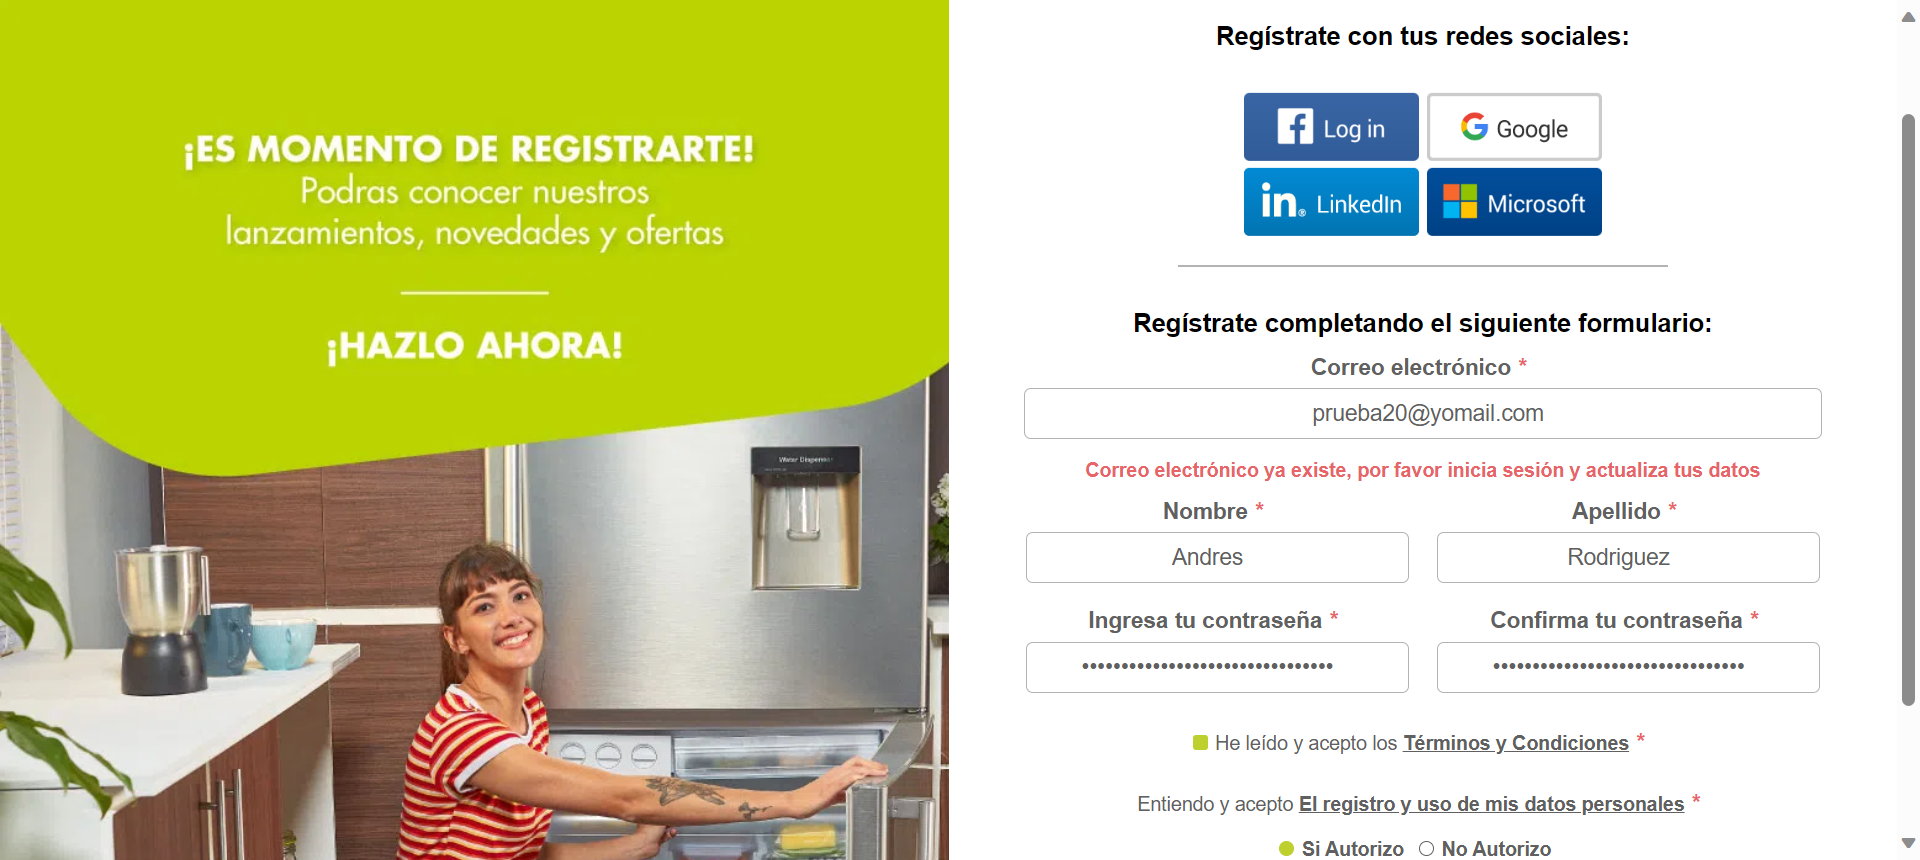 ¡ES MOMENTO DE REGISTRARTE!
Podras conocer nuestros
lanzamientos, novedades y ofertas
¡HAZLO AHORA!
Water Dispenser
Regístrate con tus redes sociales:
Log in
Google
in® LinkedIn
Microsoft
Regístrate completando el siguiente formulario:
Correo electrónico *
prueba20@yomail.com
Correo electrónico ya existe, por favor inicia sesión y actualiza tus datos
Nombre * Apellido *
Andres Rodriguez
Ingresa tu contraseña * Confirma tu contraseña *
•••••••••••••••••••••••••••••••• ••••••••••••••••••••••••••••••••
He leído y acepto los Términos y Condiciones *
Entiendo y acepto El registro y uso de mis datos personales *
Si Autorizo No Autorizo